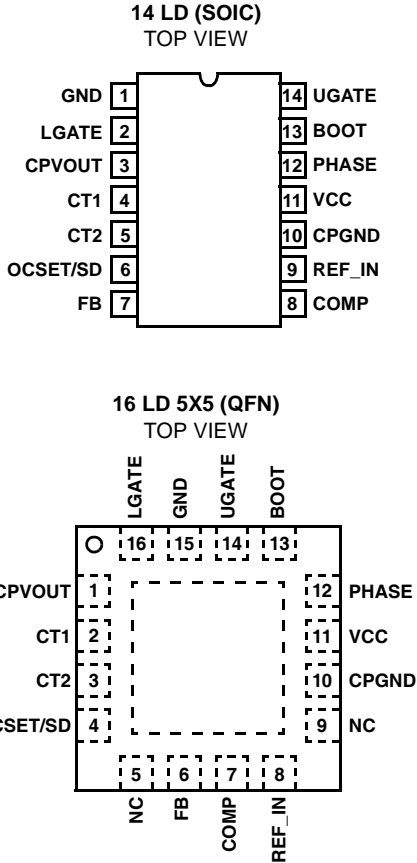 14 LD (SOIC)
TOP VIEW
GND 1 14 UGATE
LGATE 2 13 BOOT
CPVOUT 3 12 PHASE
CT1 4 11 VCC
CT2 5 10 CPGND
OCSET/SD 6 9 REF_IN
FB 7 8 COMP
16 LD 5X5 (QFN)
TOP VIEW
LGATE GND UGATE BOOT
16 15 14 13
CPVOUT 1 12 PHASE
CT1 2 11 VCC
CT2 3 10 CPGND
CSET/SD 4 9 NC
5 6 7 8
NC FB COMP REF_IN